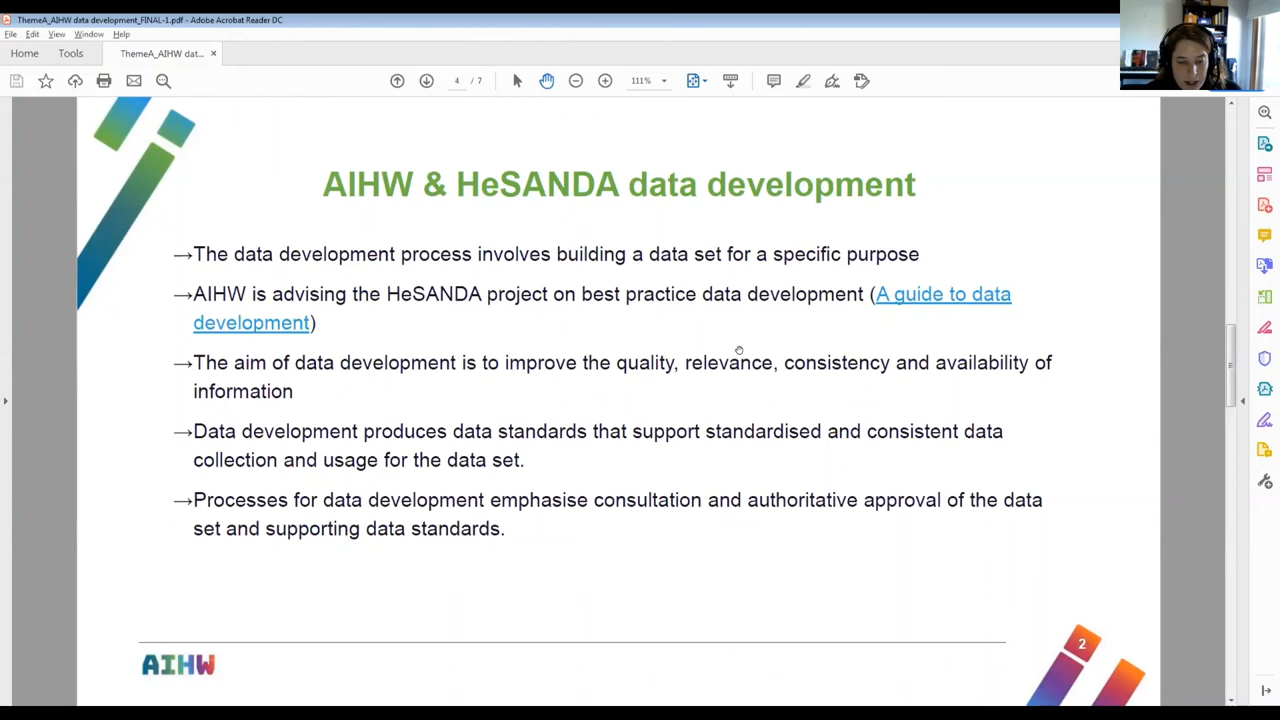 ThemeA_AIHW data development_FINAL-1.pdf - Adobe Acrobat Reader DC
File Edit View Window Help
Home Tools ThemeA_AIHW dat... ×
4 / 7 111%
AIHW & HeSANDA data development
→The data development process involves building a data set for a specific purpose
→AIHW is advising the HeSANDA project on best practice data development (A guide to data
development)
→The aim of data development is to improve the quality, relevance, consistency and availability of
information
→Data development produces data standards that support standardised and consistent data
collection and usage for the data set.
→Processes for data development emphasise consultation and authoritative approval of the data
set and supporting data standards.
2
AIHW